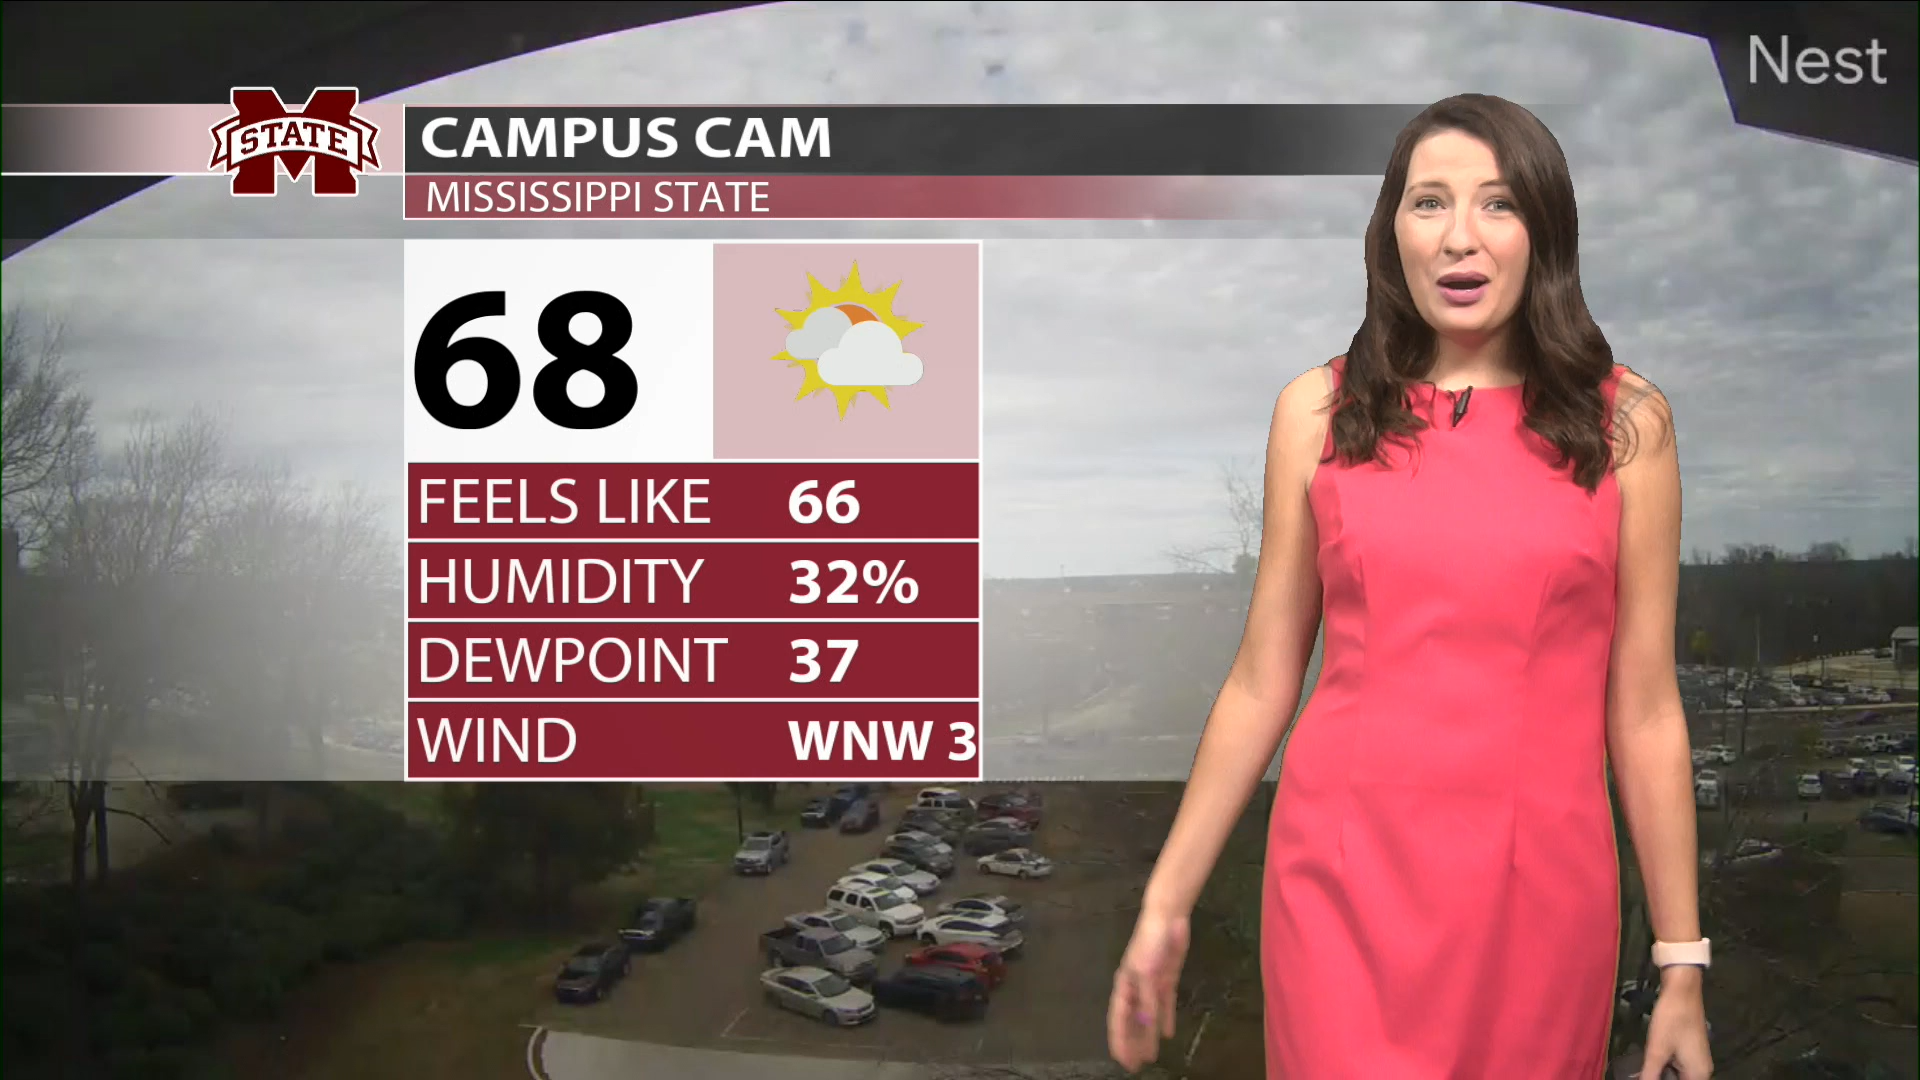 Nest
STATE
CAMPUS CAM
MISSISSIPPI STATE
68
FEELS LIKE 66
HUMIDITY 32%
DEWPOINT 37
WIND WNW 3